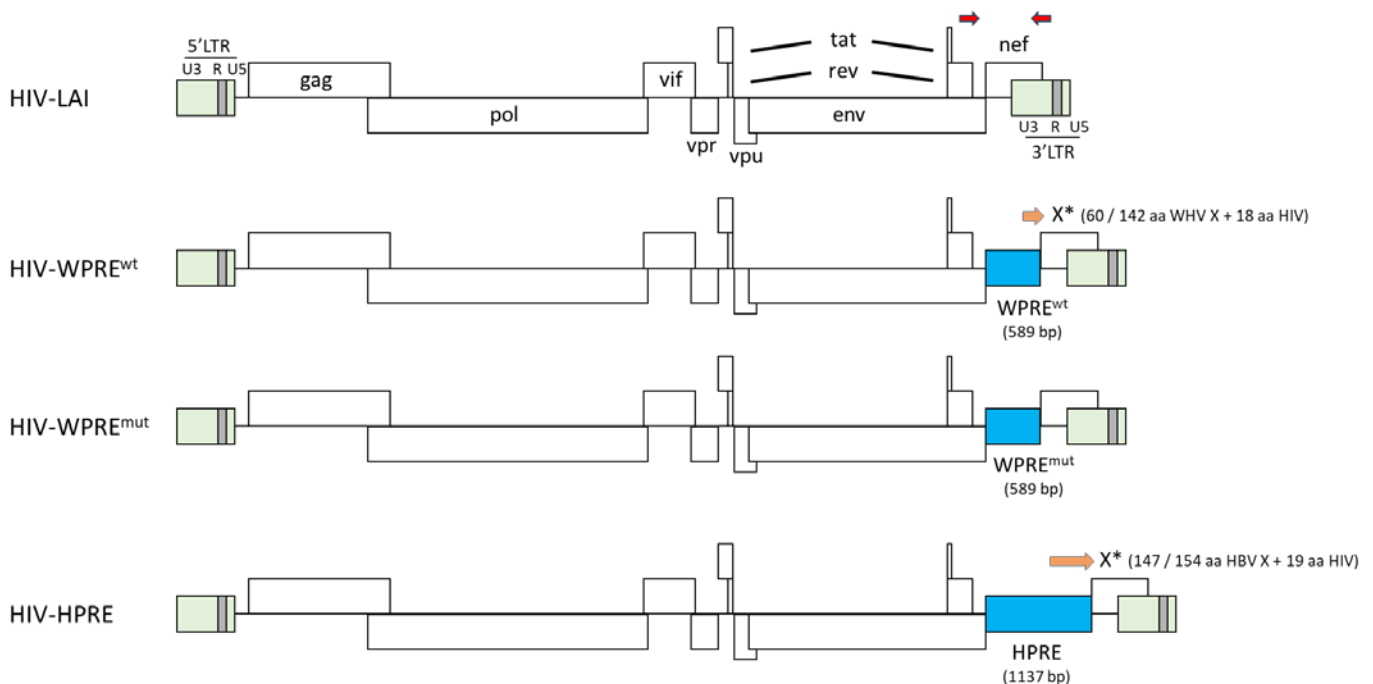 5'LTR
U3 R U5
HIV-LAI
gag
pol
vif
vpr
vpu
tat
rev
env
nef
U3 R U5
3'LTR
X* (60 / 142 aa WHV X + 18 aa HIV)
HIV-WPREwt
WPREwt
(589 bp)
HIV-WPREmut
WPREmut
(589 bp)
X* (147 / 154 aa HBV X + 19 aa HIV)
HIV-HPRE
HPRE
(1137 bp)